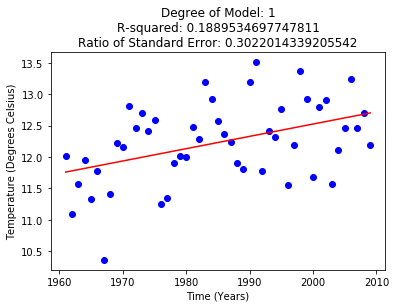 Degree of Model: 1
R-squared: 0.1889534697747811
Ratio of Standard Error: 0.3022014339205542
Temperature (Degrees Celsius)
13.5
13.0
12.5
12.0
11.5
11.0
10.5
1960 1970 1980 1990 2000 2010
Time (Years)